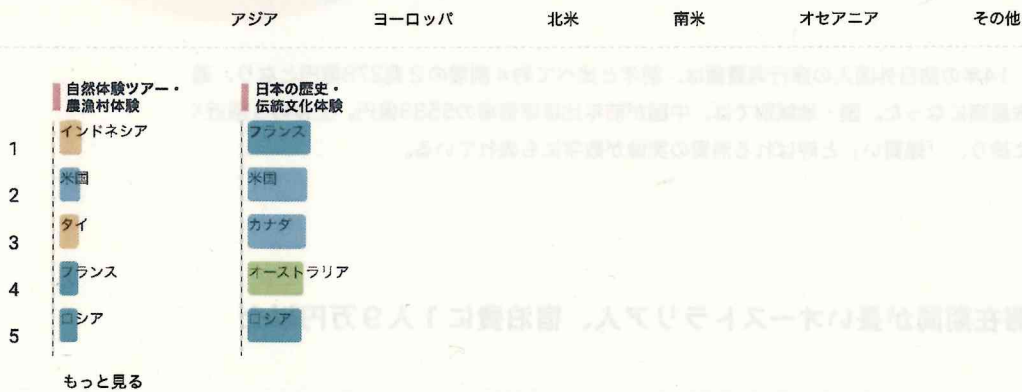 アジア ヨーロッパ 北米 南米 オセアニア その他
自然体験ツアー・
農漁村体験
日本の歴史・
伝統文化体験
1 インドネシア フランス
2 米国 米国
3 タイ カナダ
4 フランス オーストラリア
5 ロシア ロシア
もっと見る